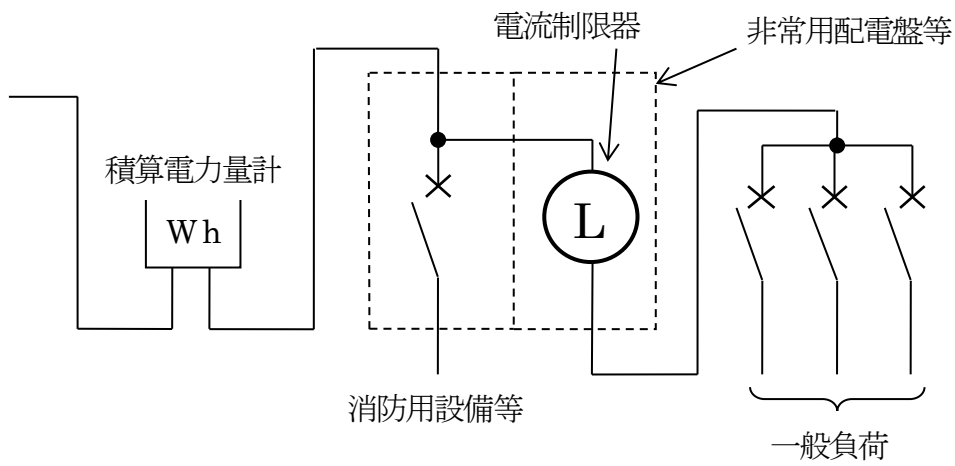 電流制限器
非常用配電盤等
積算電力量計
Wh
L
消防用設備等
一般負荷